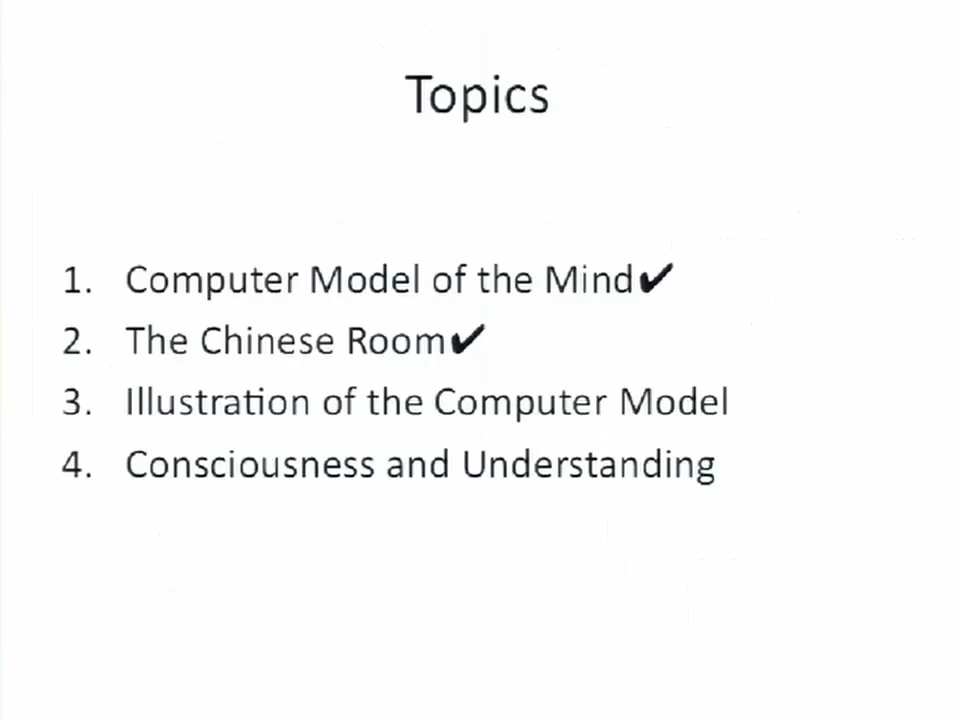 Topics
1. Computer Model of the Mind✔
2. The Chinese Room✔
3. Illustration of the Computer Model
4. Consciousness and Understanding